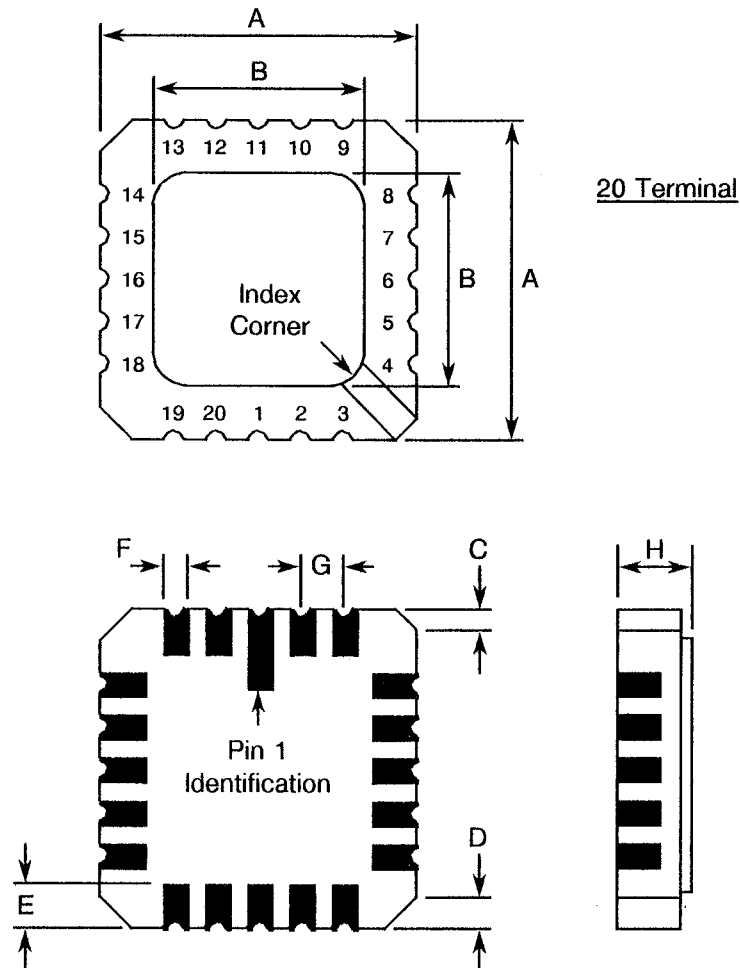 A
B
13 12 11 10 9
14 8
20 Terminal
15 7
16 6
B A
Index
Corner
17 5
18 4
19 20 1 2 3
F
G
C
H
Pin 1
Identification
D
E